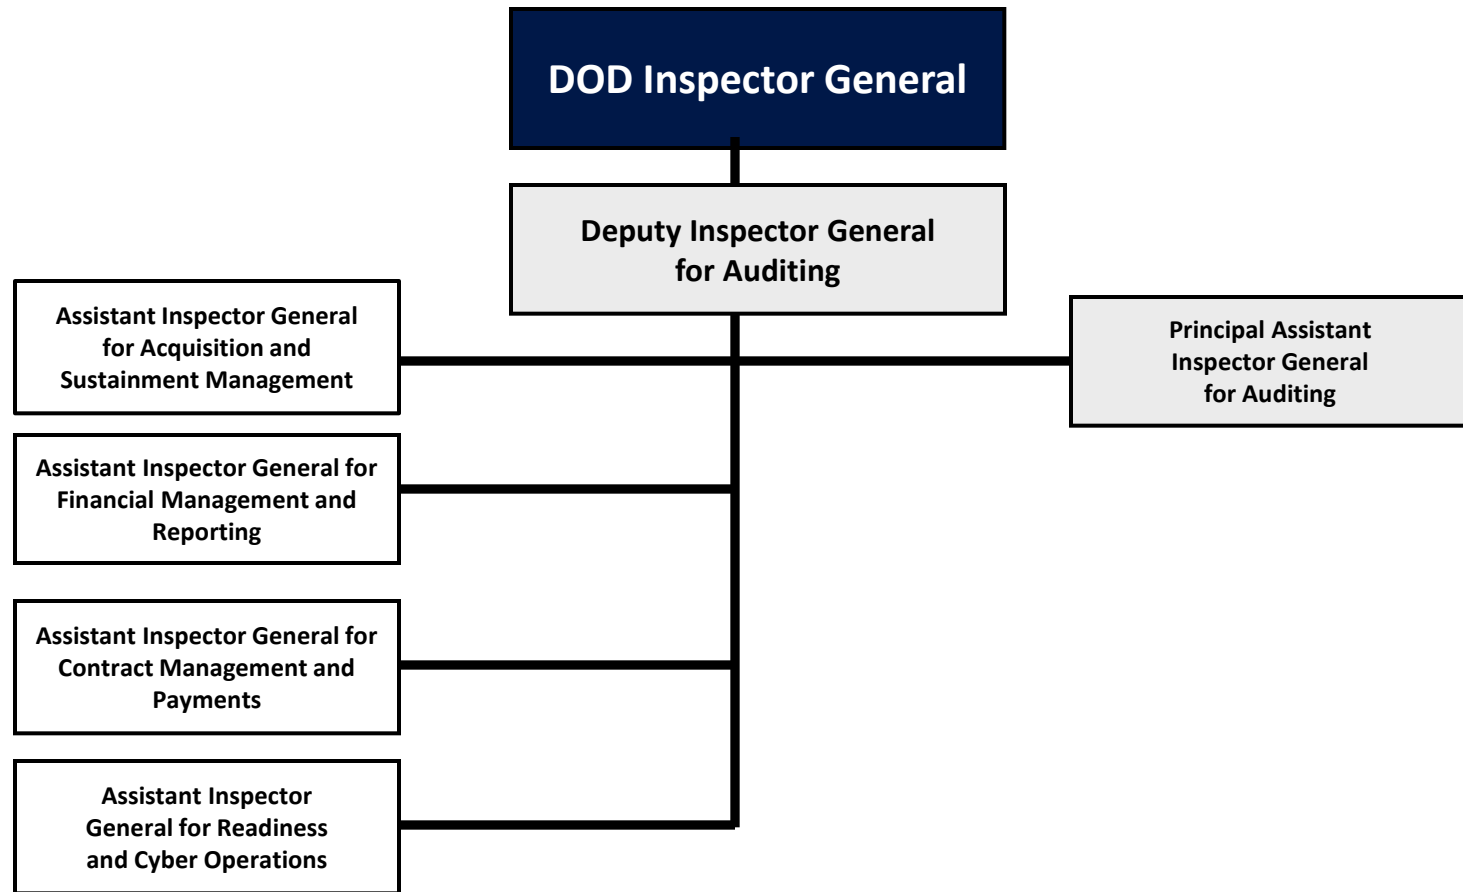 DOD Inspector General
Deputy Inspector General
for Auditing
Assistant Inspector General
for Acquisition and
Sustainment Management
Principal Assistant
Inspector General
for Auditing
Assistant Inspector General for
Financial Management and
Reporting
Assistant Inspector General for
Contract Management and
Payments
Assistant Inspector
General for Readiness
and Cyber Operations